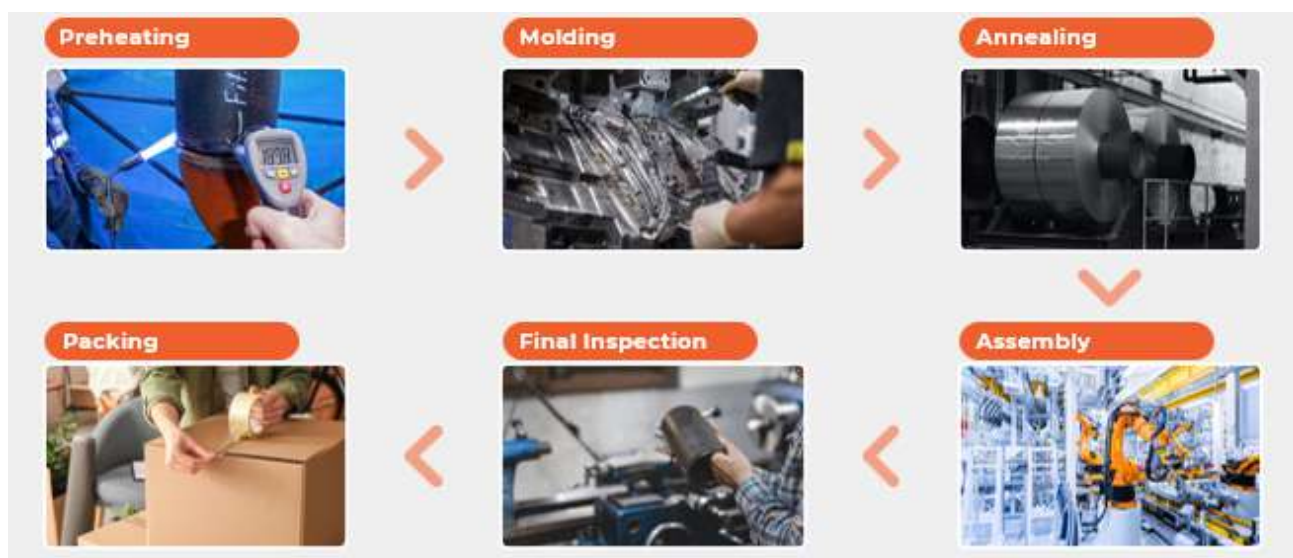 Preheating
Molding
Annealing
Packing
Final Inspection
Assembly